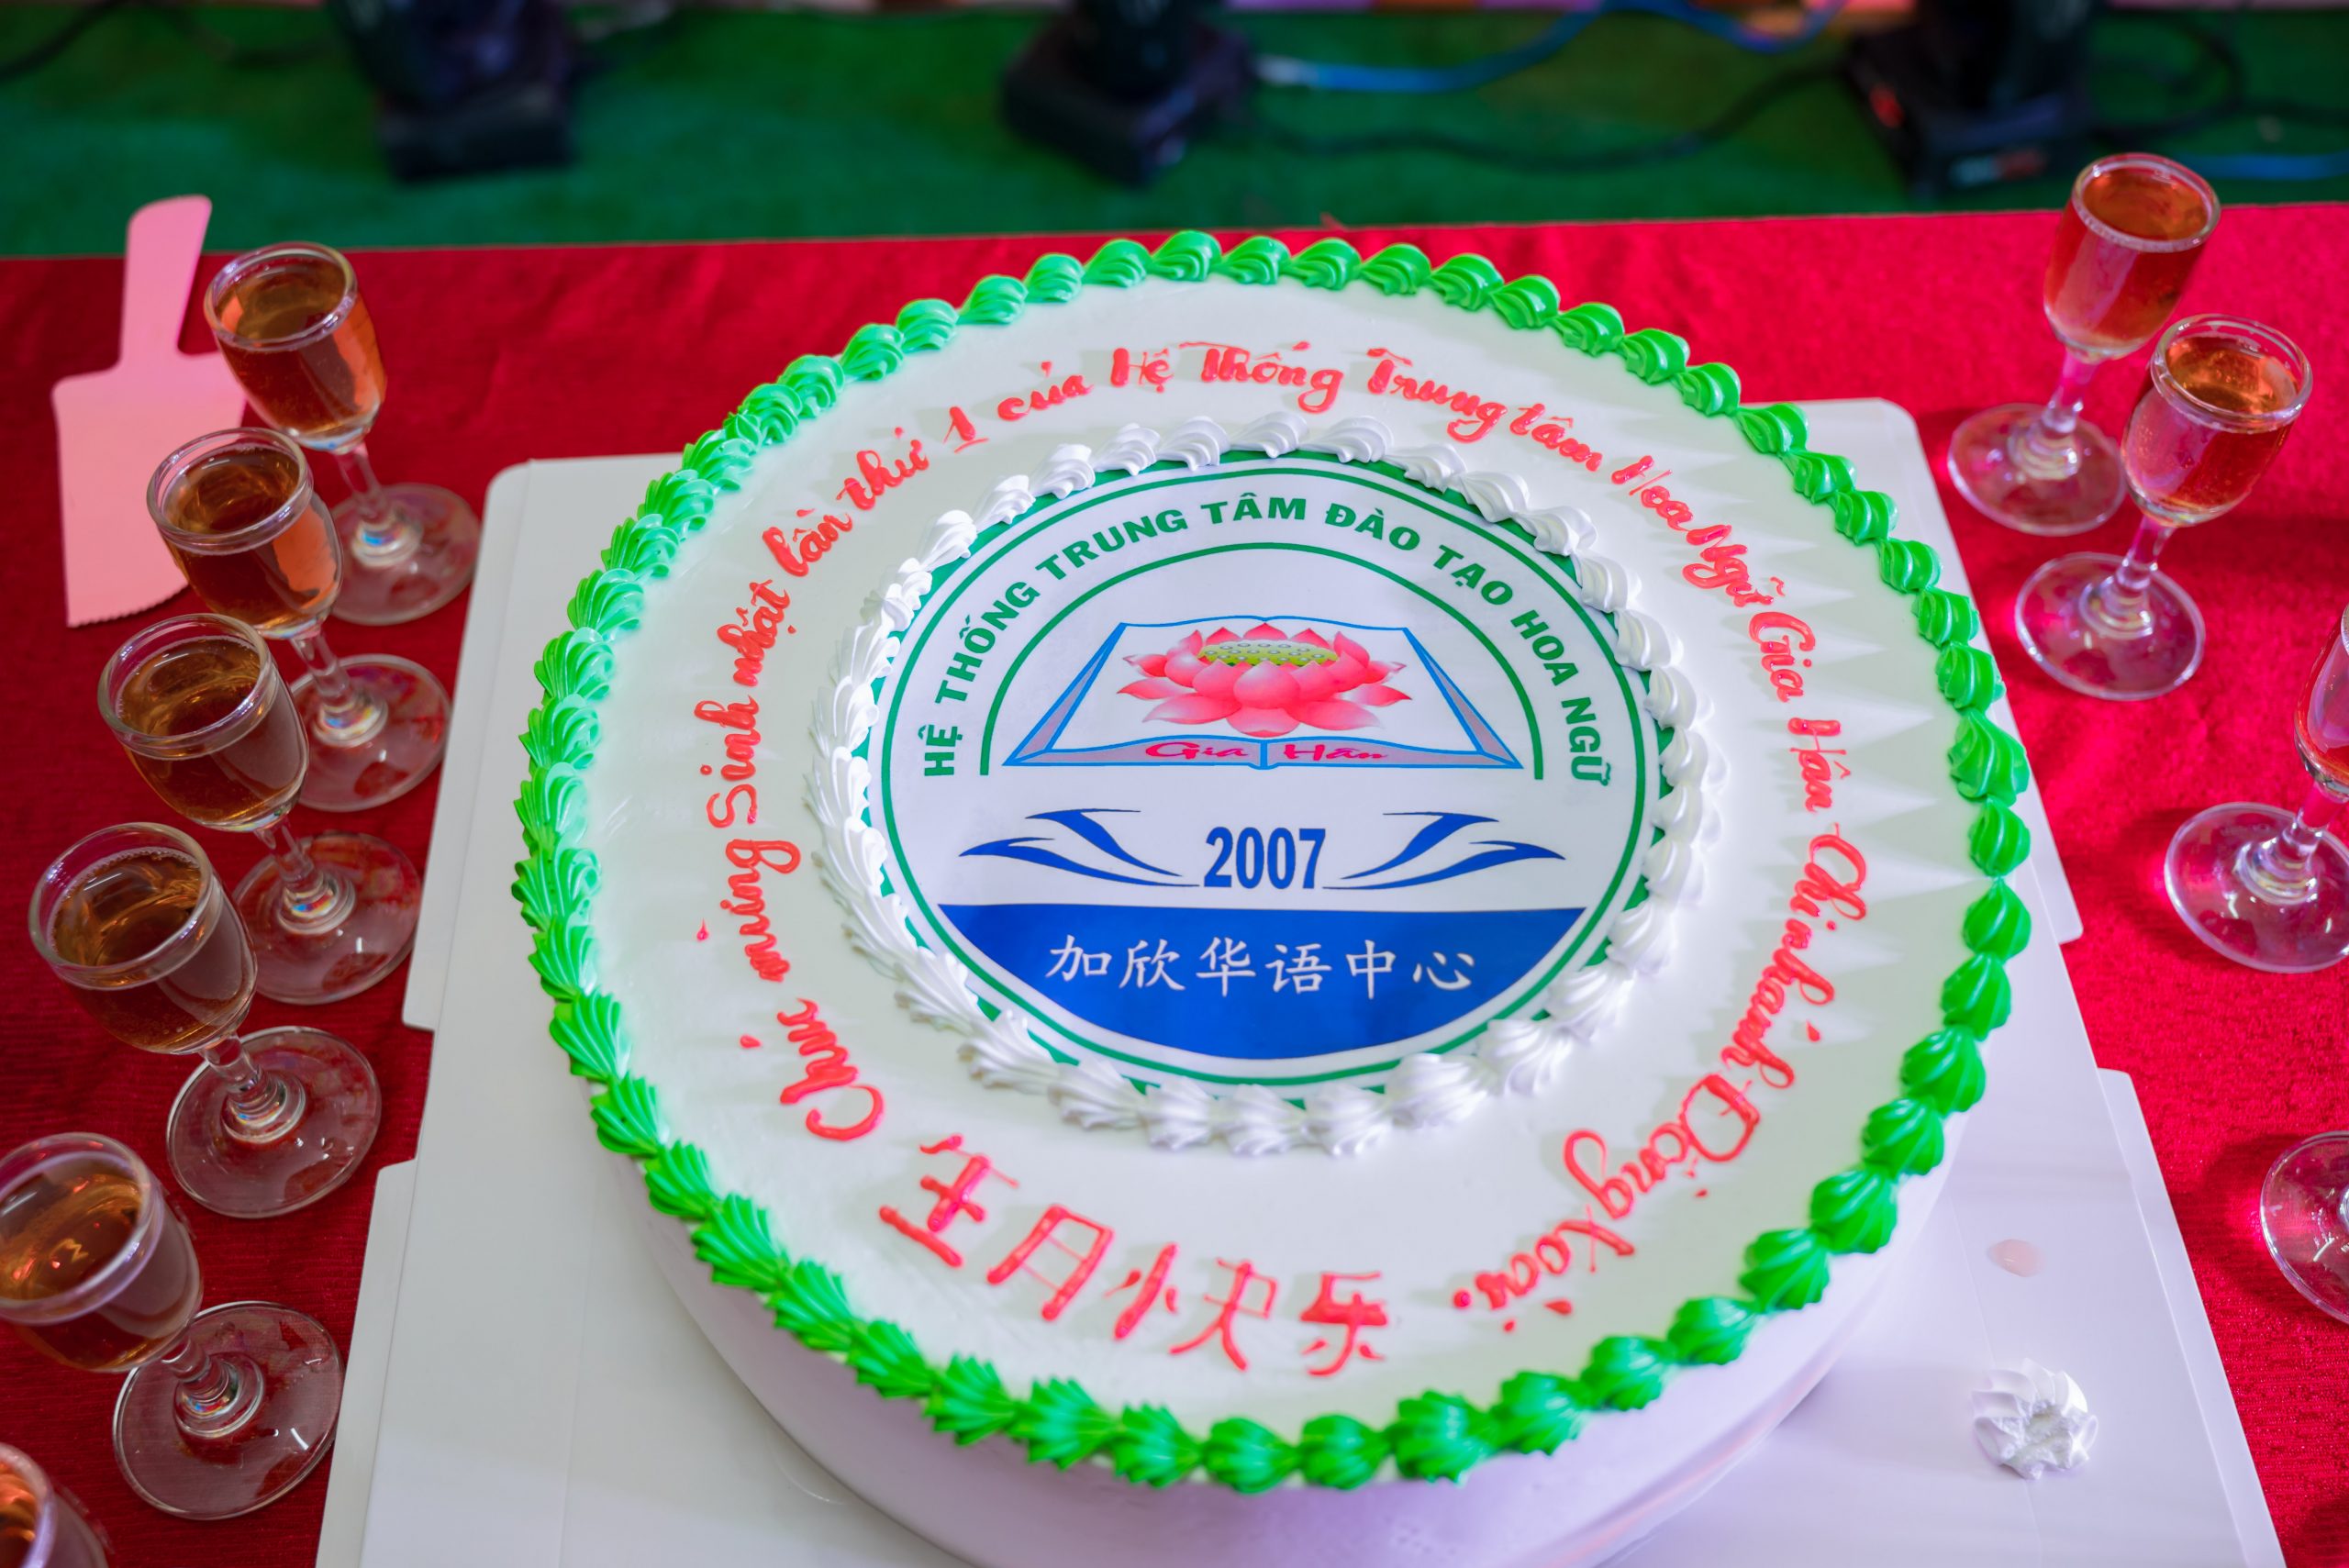 Chúc mừng Sinh nhật lần thứ 1 của Hệ Thống Trung tâm Hoa Ngữ Gia Hân Chi nhánh Đồng Xoài!
HỆ THỐNG TRUNG TÂM ĐÀO TẠO HOA NGỮ
Gia Hân
2007
加欣华语中心
生日快乐